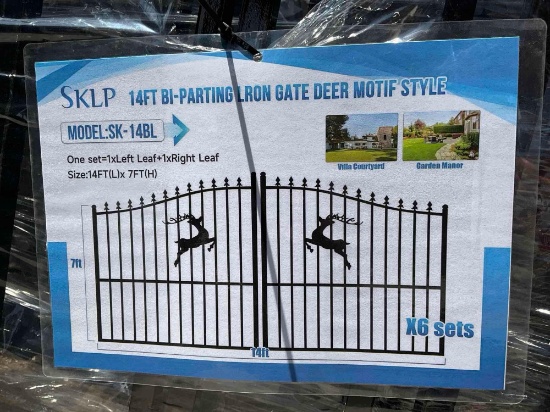 SKLP 14FT BI-PARTING LRON GATE DEER MOTIF STYLE
MODEL:SK-14BL
One set=1xLeft Leaf+1xRight Leaf
Size:14FT(L)x 7FT(H)
Villa Courtyard
Garden Manor
7ft
X6 sets
14ft